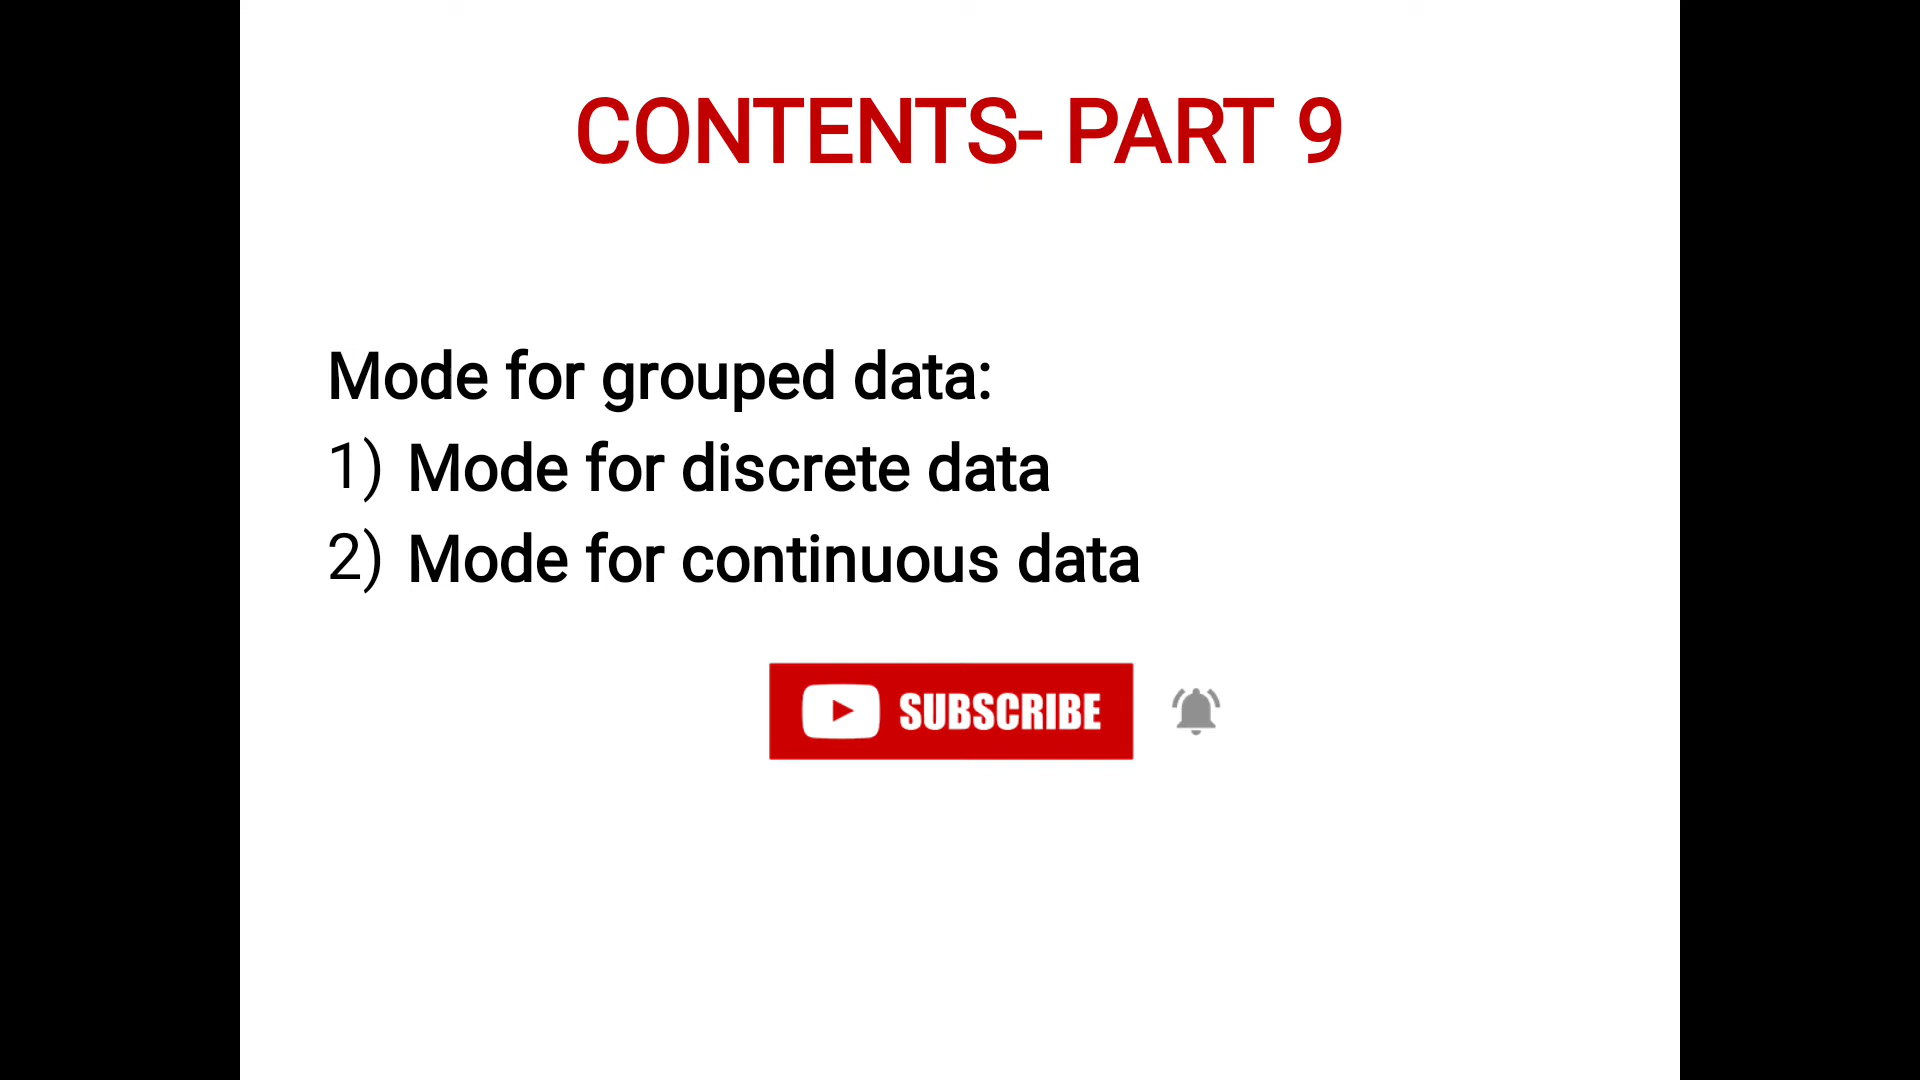 CONTENTS- PART 9
Mode for grouped data:
1) Mode for discrete data
2) Mode for continuous data
SUBSCRIBE